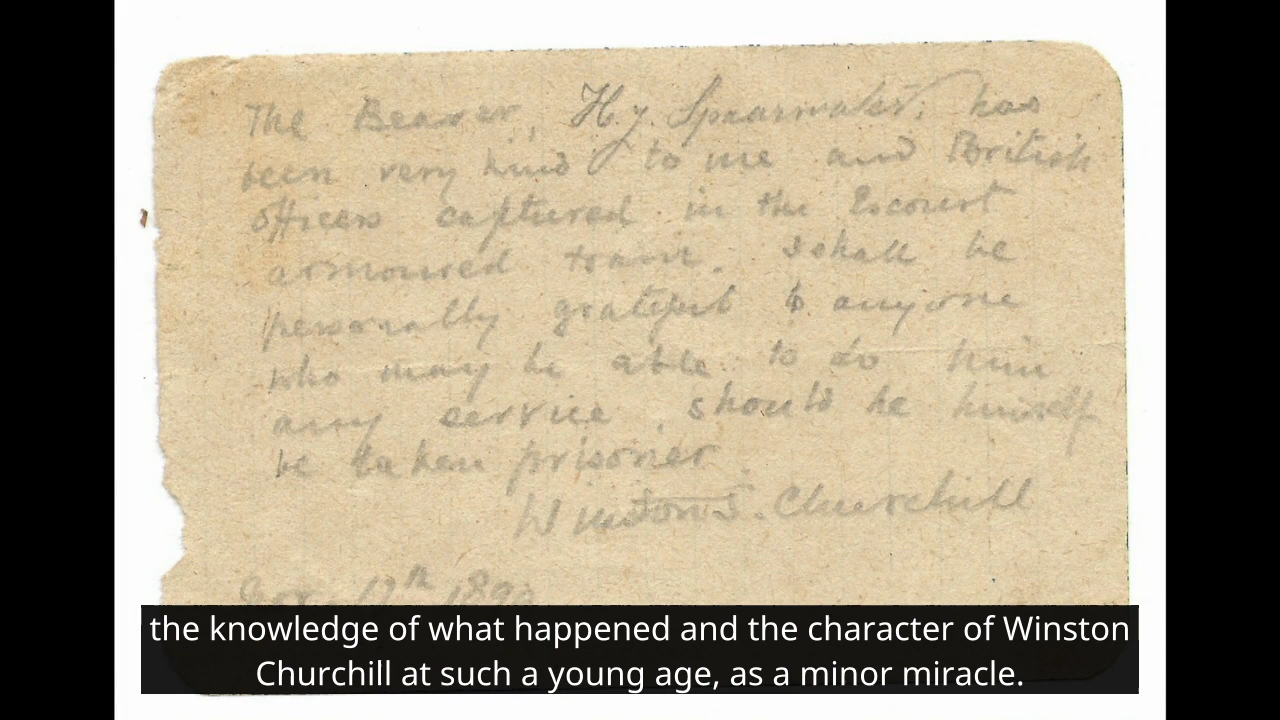 The Bearer, H.y. Spaarwater, has
been very kind to me and British
officers captured in the Escourt
armoured train. I shall be
personally grateful to anyone
who may be able to do him
any service should he himself
be taken prisoner.
Winston S. Churchill
Nov. 17th 1899
the knowledge of what happened and the character of Winston
Churchill at such a young age, as a minor miracle.